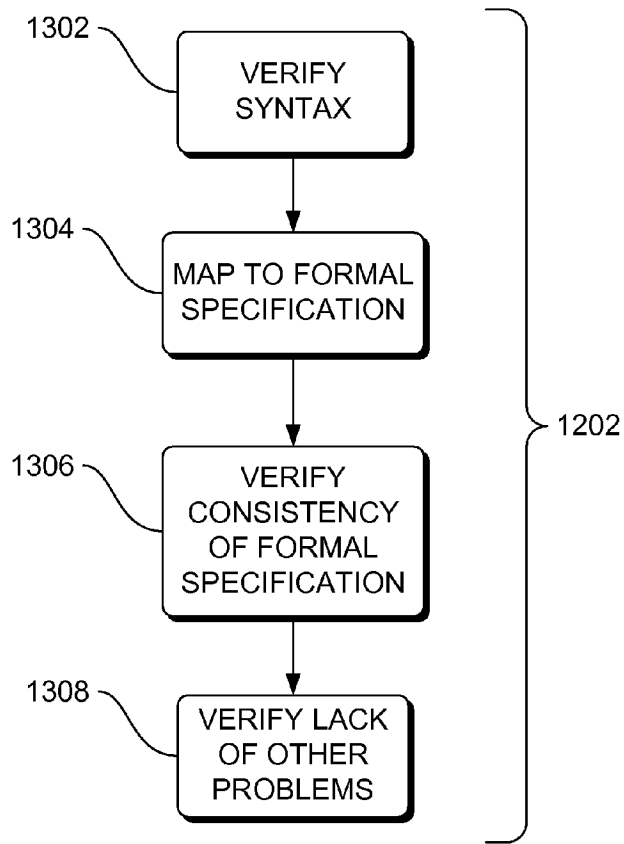 1302
VERIFY
SYNTAX
1304
MAP TO FORMAL
SPECIFICATION
1202
1306
VERIFY
CONSISTENCY
OF FORMAL
SPECIFICATION
1308
VERIFY LACK
OF OTHER
PROBLEMS